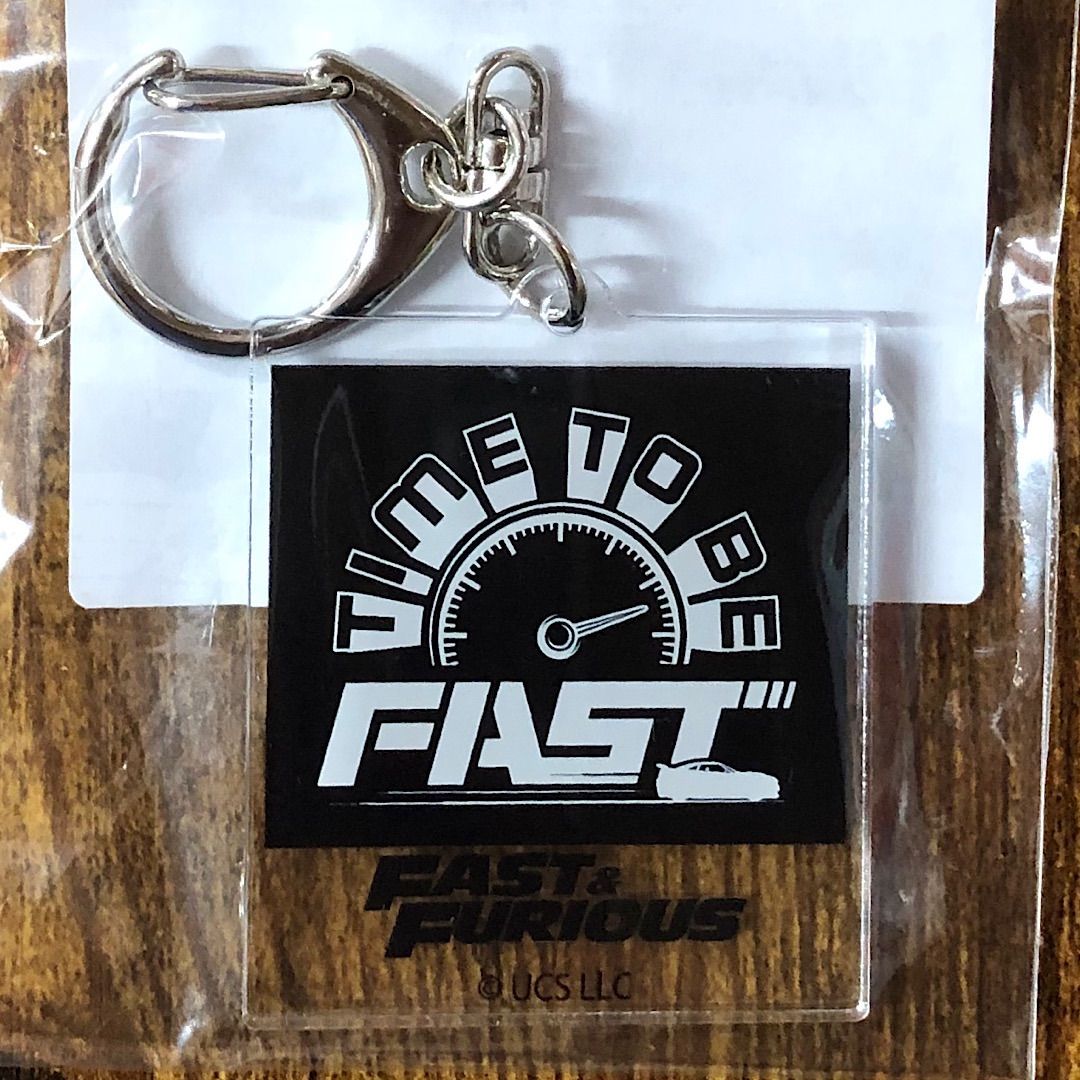 TIME TO BE
FAST
FAST &
FURIOUS
© UCS LLC